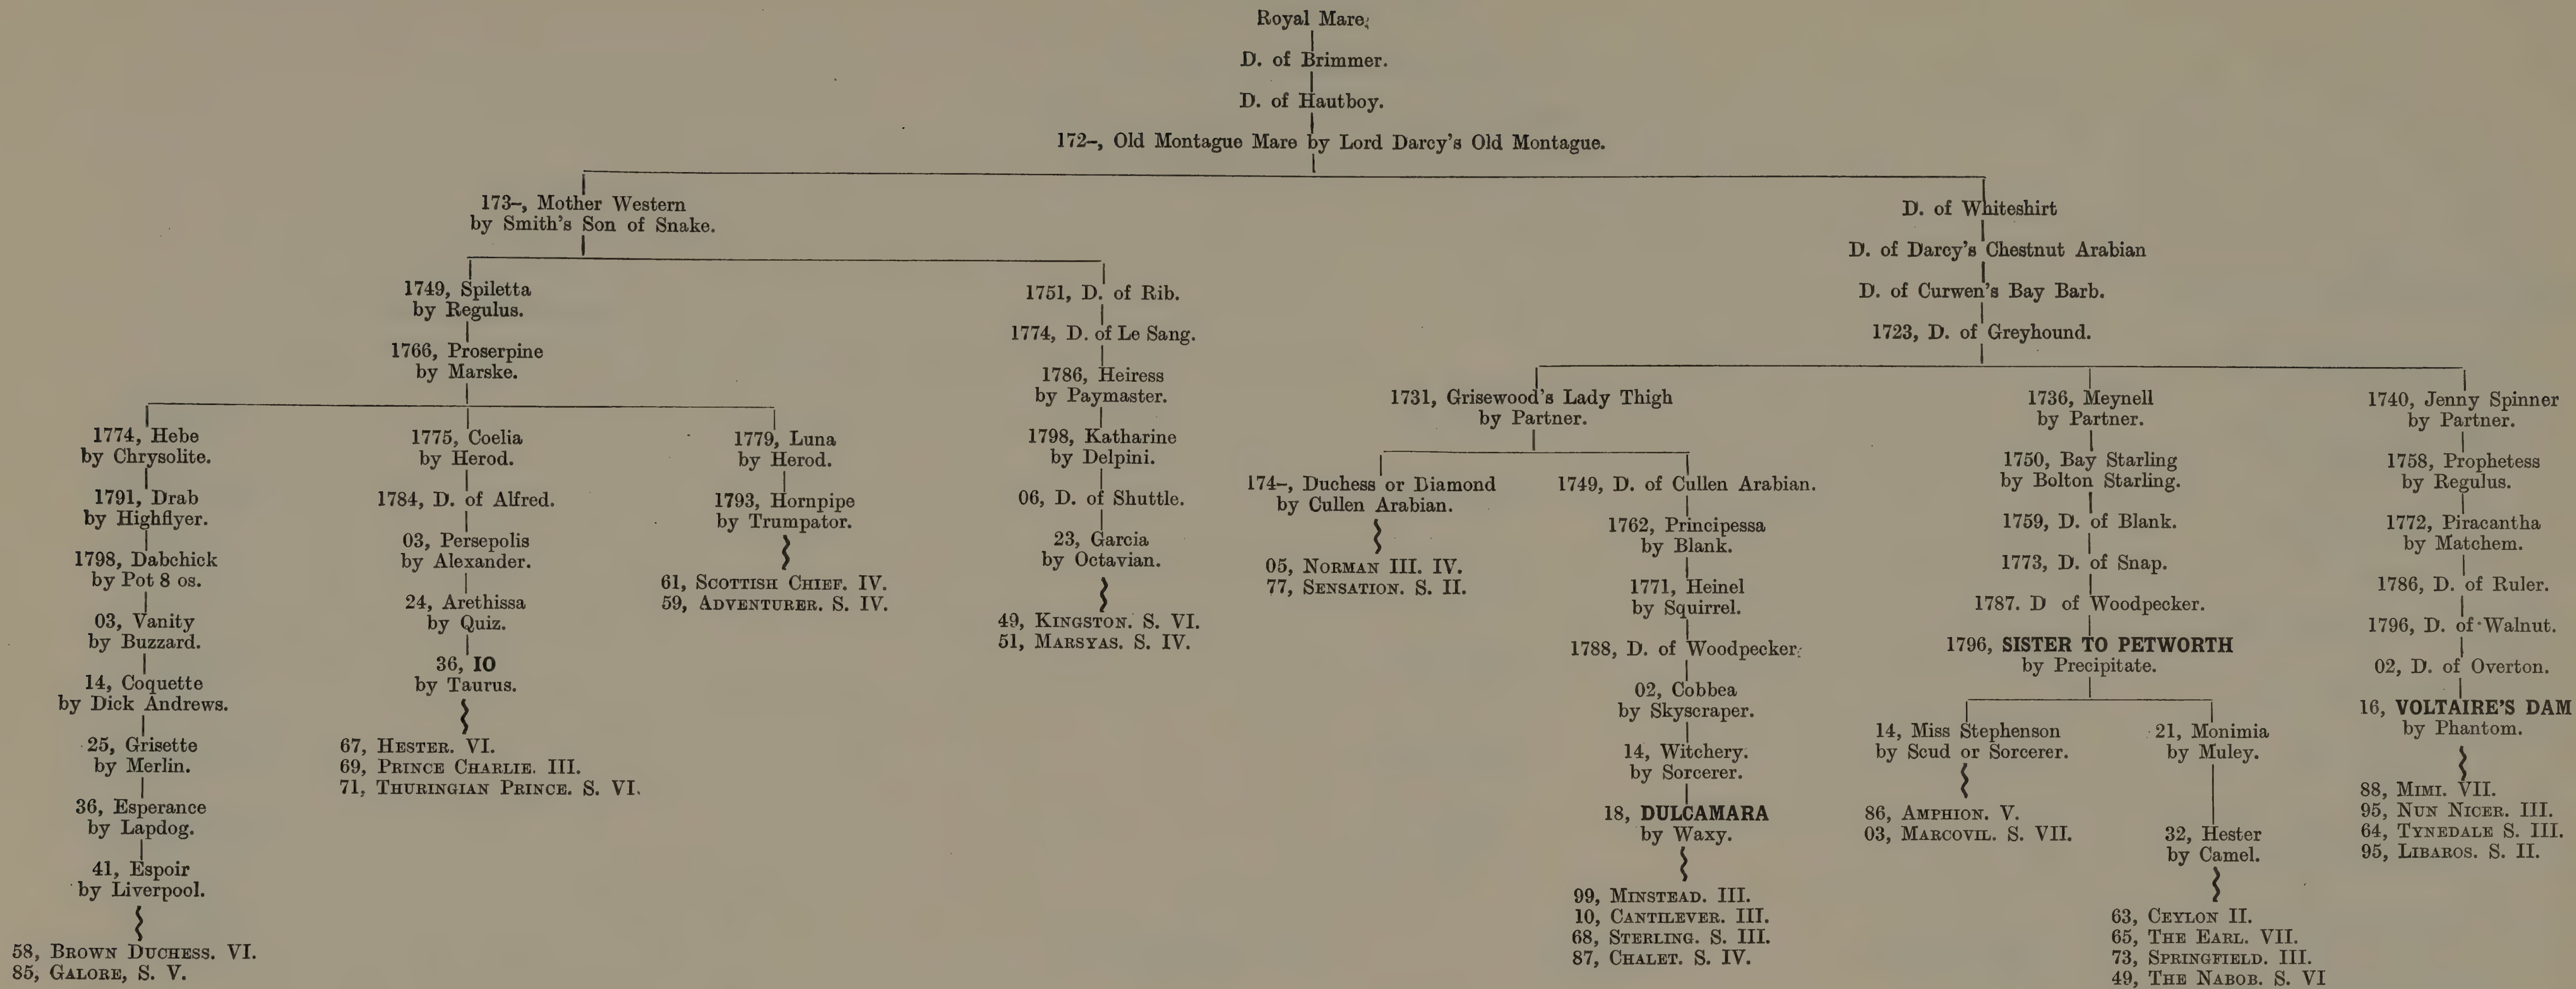 Royal Mare.
D. of Brimmer.
D. of Hautboy.
172–, Old Montague Mare by Lord Darcy's Old Montague.
173–, Mother Western
by Smith's Son of Snake.
1749, Spiletta
by Regulus.
1766, Proserpine
by Marske.
1774, Hebe
by Chrysolite.
1791, Drab
by Highflyer.
1798, Dabchick
by Pot 8 os.
03, Vanity
by Buzzard.
14, Coquette
by Dick Andrews.
25, Grisette
by Merlin.
36, Esperance
by Lapdog.
41, Espoir
by Liverpool.
58, BROWN DUCHESS. VI.
85, GALORE, S. V.
1775, Coelia
by Herod.
1784, D. of Alfred.
03, Persepolis
by Alexander.
24, Arethissa
by Quiz.
36, IO
by Taurus.
67, HESTER. VI.
69, PRINCE CHARLIE. III.
71, THURINGIAN PRINCE. S. VI.
1779, Luna
by Herod.
1793, Hornpipe
by Trumpator.
61, SCOTTISH CHIEF. IV.
59, ADVENTURER. S. IV.
1751, D. of Rib.
1774, D. of Le Sang.
1786, Heiress
by Paymaster.
1798, Katharine
by Delpini.
06, D. of Shuttle.
23, Garcia
by Octavian.
49, KINGSTON. S. VI.
51, MARSYAS. S. IV.
D. of Whiteshirt
D. of Darcy's Chestnut Arabian
D. of Curwen's Bay Barb.
1723, D. of Greyhound.
1731, Grisewood's Lady Thigh
by Partner.
174–, Duchess or Diamond
by Cullen Arabian.
05, NORMAN III. IV.
77, SENSATION. S. II.
1749, D. of Cullen Arabian.
1762, Principessa
by Blank.
1771, Heinel
by Squirrel.
1788, D. of Woodpecker.
02, Cobbea
by Skyscraper.
14, Witchery.
by Sorcerer.
18, DULCAMARA
by Waxy.
99, MINSTEAD. III.
10, CANTILEVER. III.
68, STERLING. S. III.
87, CHALET. S. IV.
1736, Meynell
by Partner.
1750, Bay Starling
by Bolton Starling.
1759, D. of Blank.
1773, D. of Snap.
1787. D of Woodpecker.
1796, SISTER TO PETWORTH
by Precipitate.
14, Miss Stephenson
by Scud or Sorcerer.
86, AMPHION. V.
03, MARCOVIL. S. VII.
21, Monimia
by Muley.
32, Hester
by Camel.
63, CEYLON II.
65, THE EARL. VII.
73, SPRINGFIELD. III.
49, THE NABOB. S. VI
1740, Jenny Spinner
by Partner.
1758, Prophetess
by Regulus.
1772, Piracantha
by Matchem.
1786, D. of Ruler.
1796, D. of Walnut.
02, D. of Overton.
16, VOLTAIRE'S DAM
by Phantom.
88, MIMI. VII.
95, NUN NICER. III.
64, TYNEDALE S. III.
95, LIBAROS. S. II.